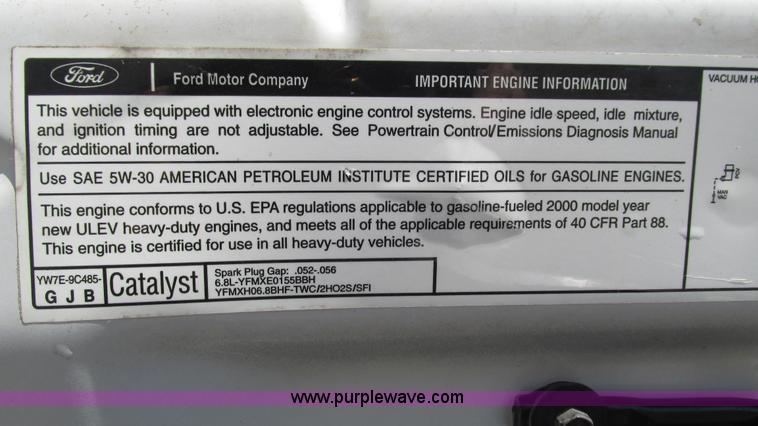 Ford
Ford Motor Company
IMPORTANT ENGINE INFORMATION
This vehicle is equipped with electronic engine control systems. Engine idle speed, idle mixture,
and ignition timing are not adjustable. See Powertrain Control/Emissions Diagnosis Manual
for additional information.
Use SAE 5W-30 AMERICAN PETROLEUM INSTITUTE CERTIFIED OILS for GASOLINE ENGINES.
This engine conforms to U.S. EPA regulations applicable to gasoline-fueled 2000 model year
new ULEV heavy-duty engines, and meets all of the applicable requirements of 40 CFR Part 88.
This engine is certified for use in all heavy-duty vehicles.
YW7E-9C485-
G J B
Catalyst
Spark Plug Gap: .052-.056
6.8L-YFMXE0155BBH
YFMXH06.8BHF-TWC/2HO2S/SFI
VACUUM
MAN
VAC
www.purplewave.com